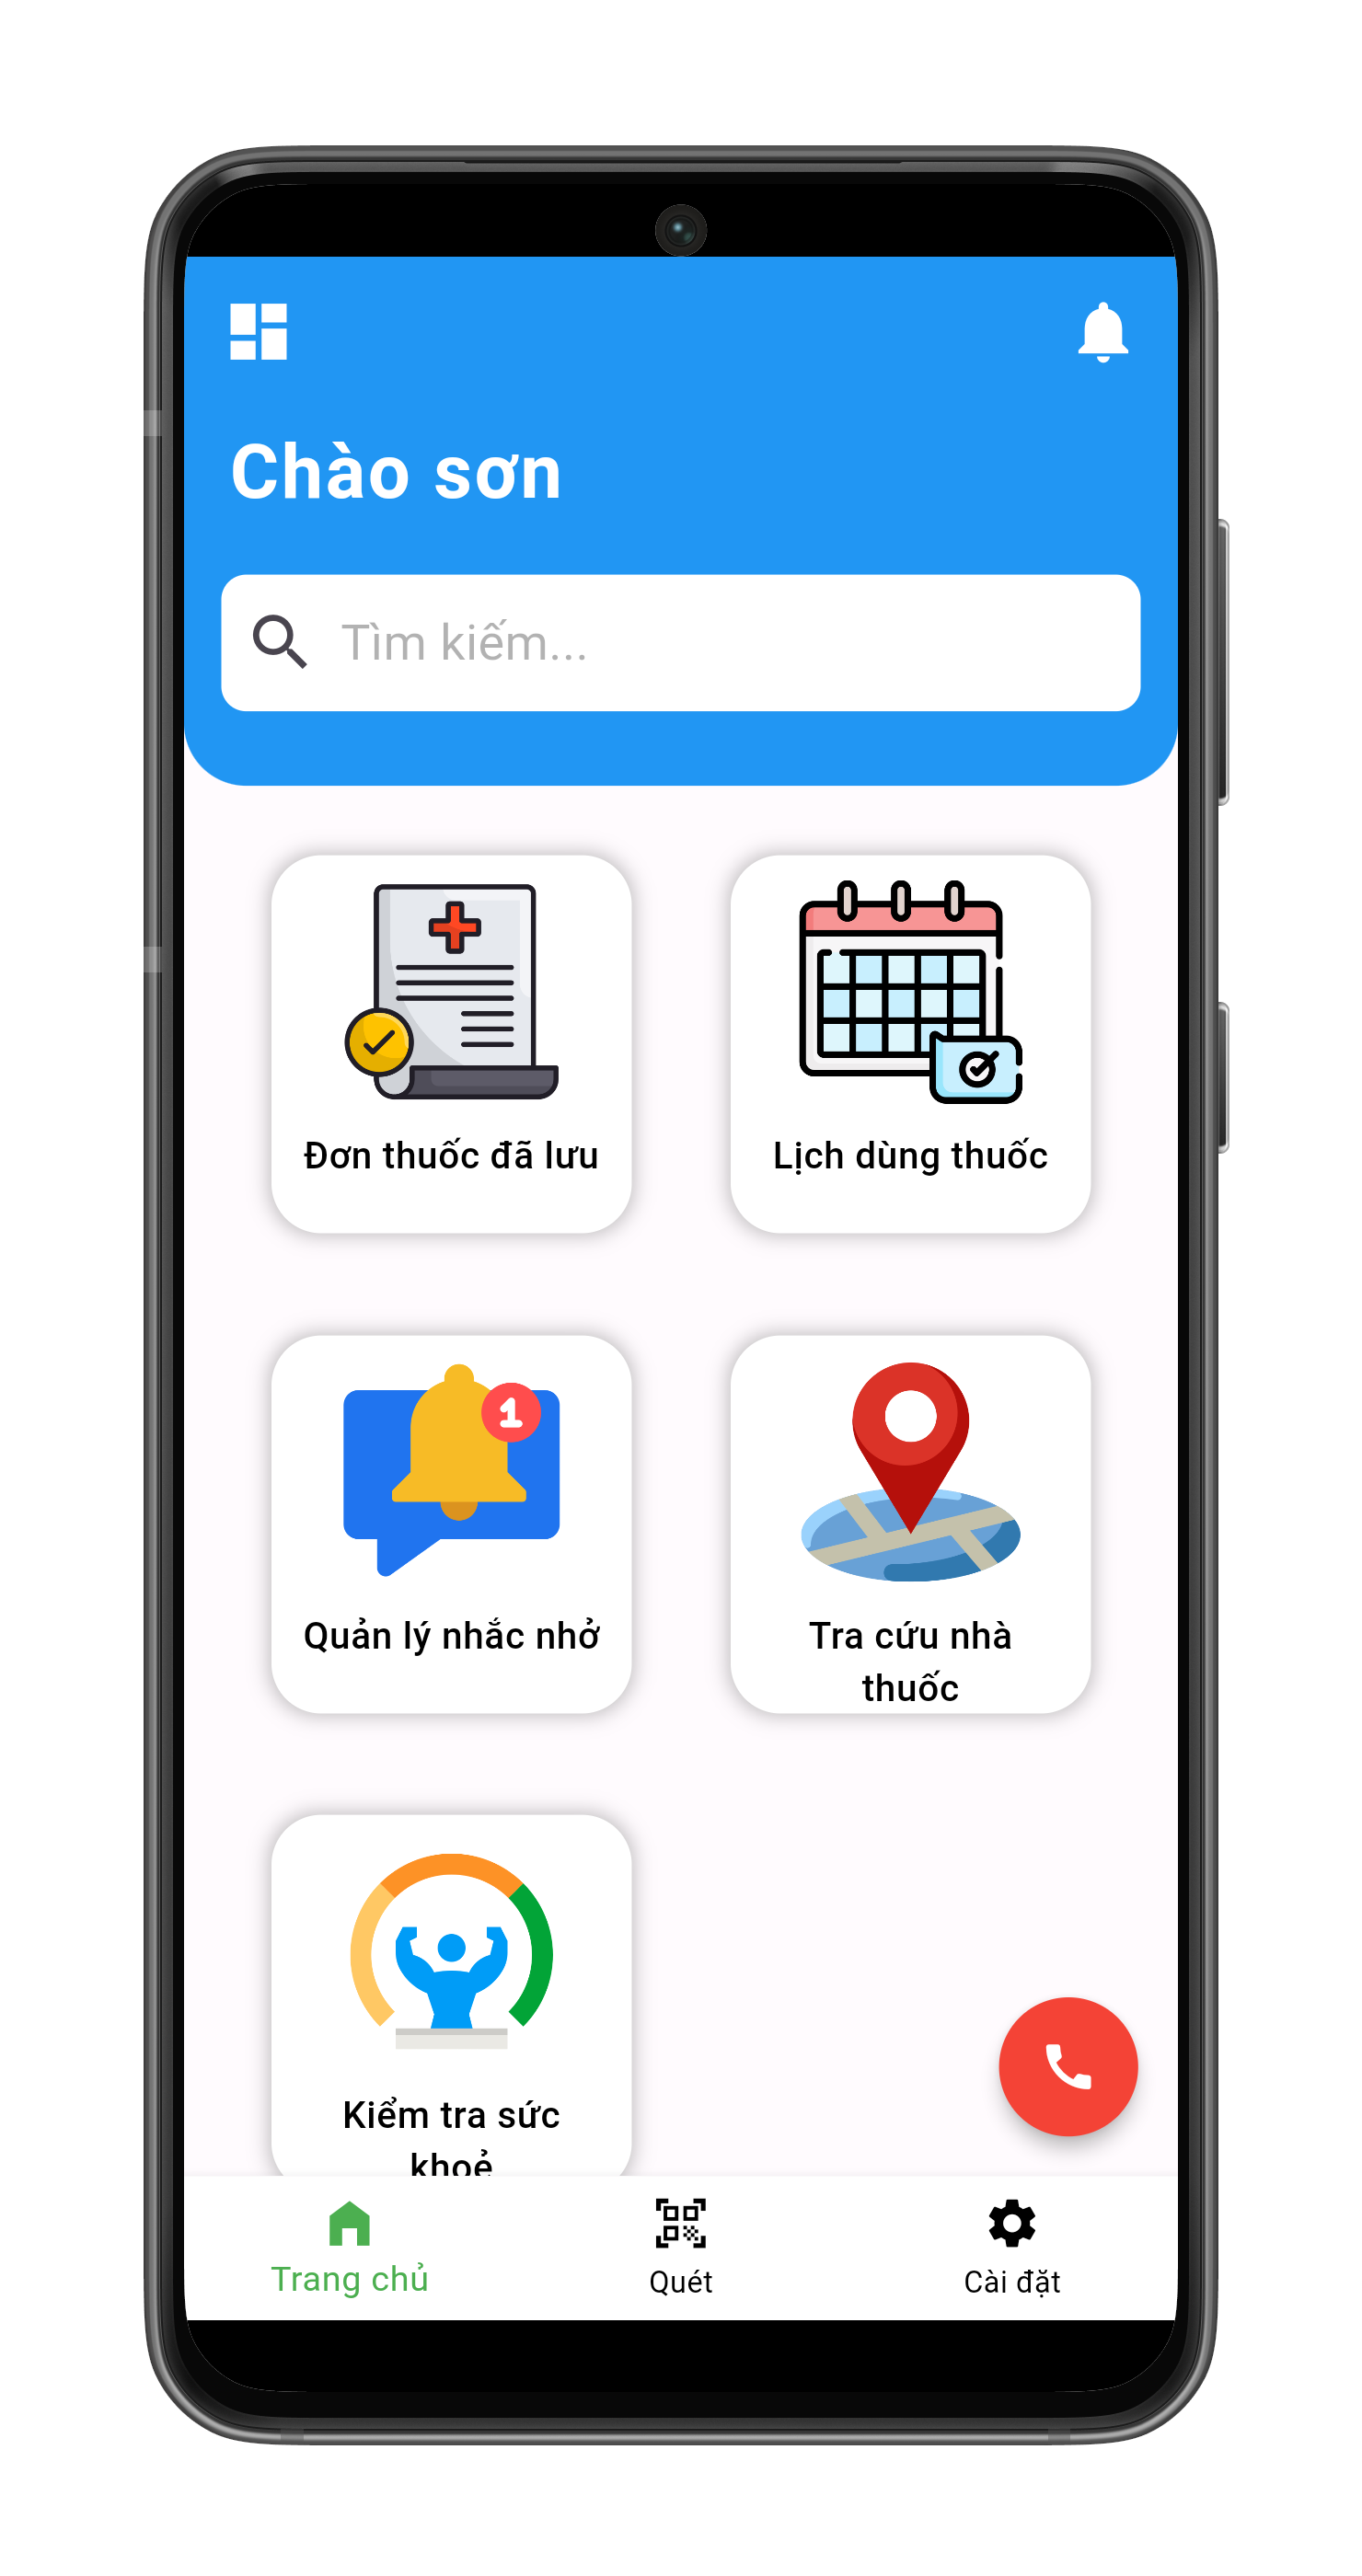 Chào sơn
Tìm kiếm...
Đơn thuốc đã lưu
Lịch dùng thuốc
1
Quản lý nhắc nhở
Tra cứu nhà
thuốc
Kiểm tra sức
khoẻ
Trang chủ
Quét
Cài đặt